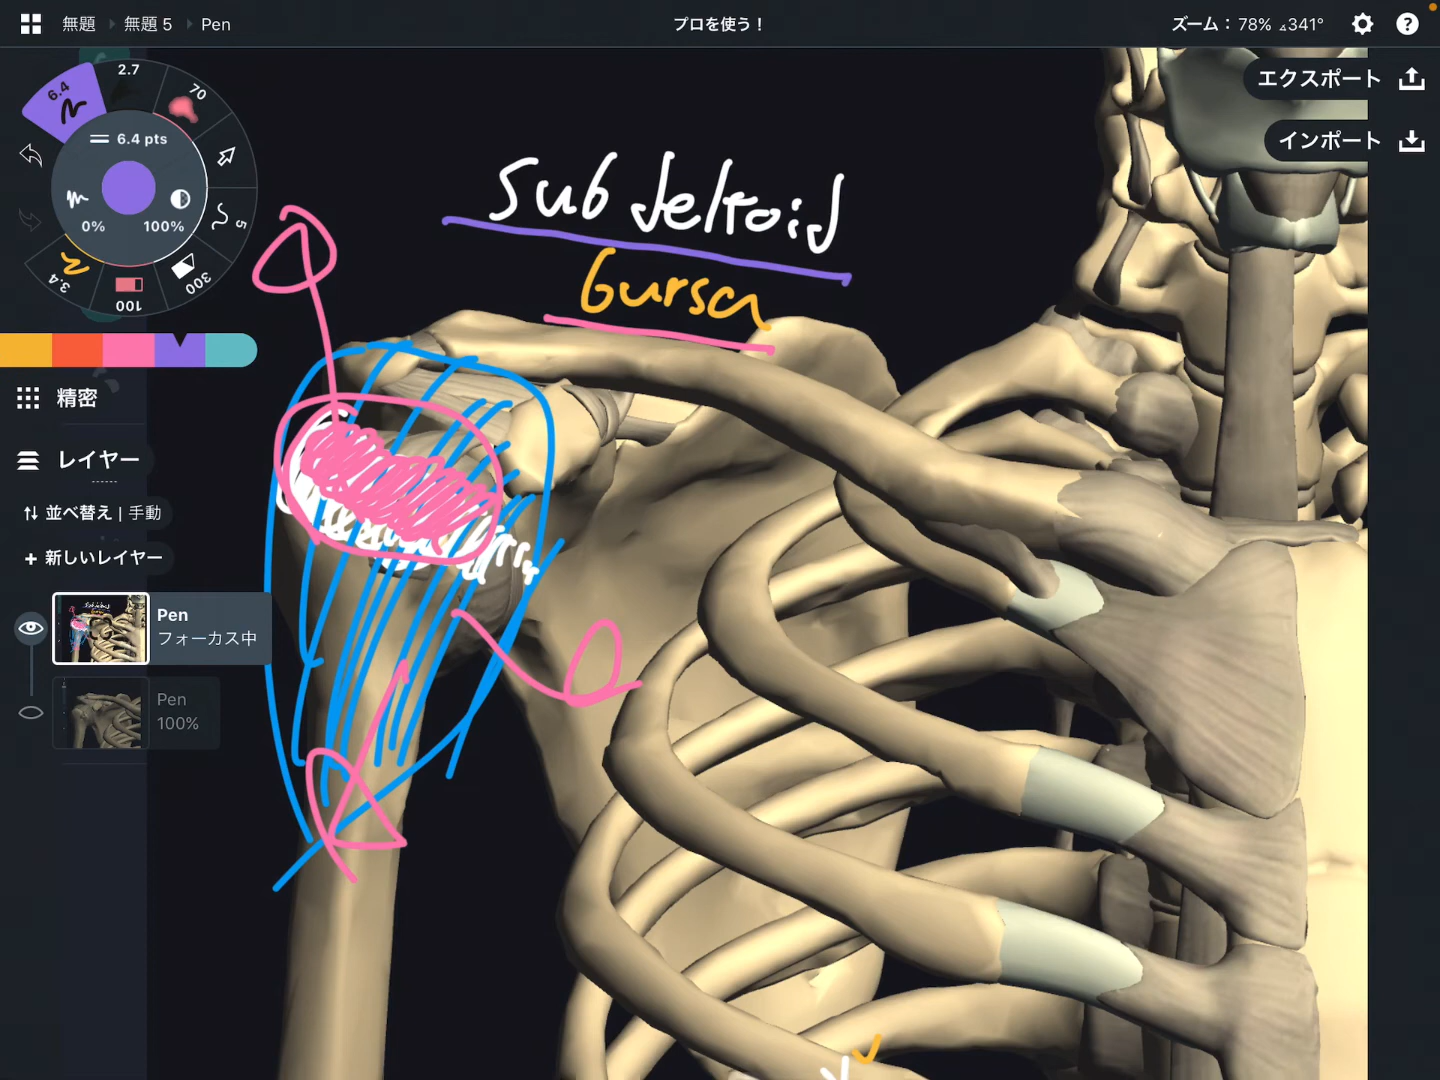 無題 無題 5 Pen プロを使う！ ズーム： 78% ⊿341°
エクスポート
インポート
6.4
2.7
70
6.4 pts
0%
100%
5
3.4
100
300
精密
レイヤー
並べ替え | 手動
+ 新しいレイヤー
Pen
フォーカス中
Pen
100%
Sub deltoid
bursa